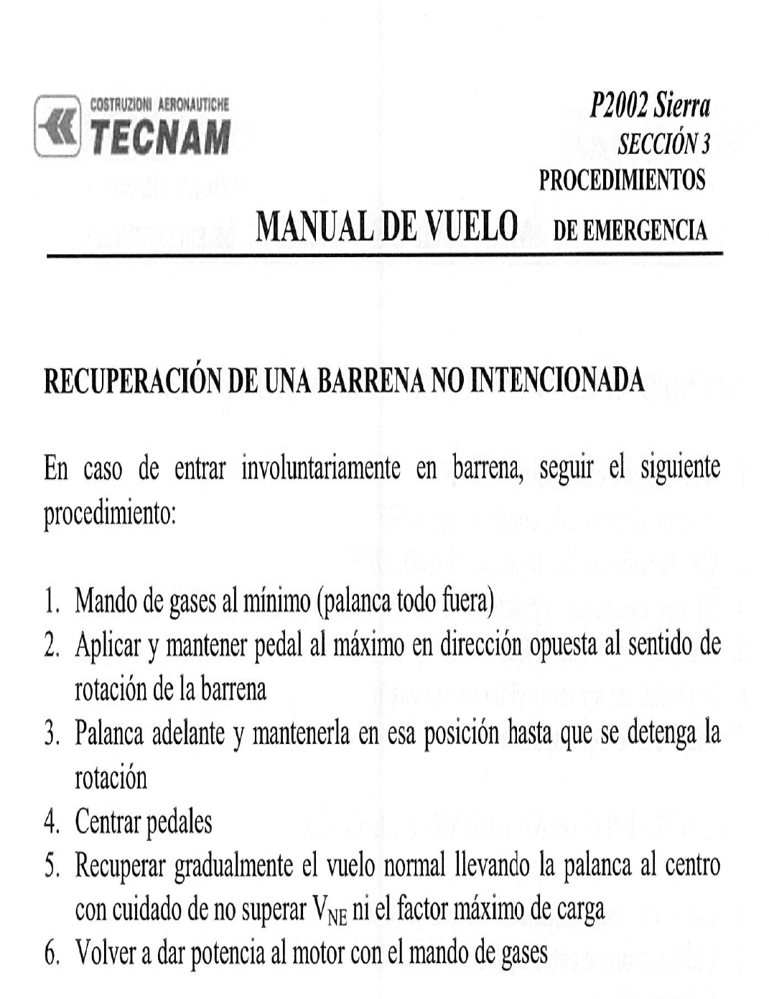 COSTRUZIONI AERONAUTICHE
TECNAM
P2002 Sierra
SECCIÓN 3
PROCEDIMIENTOS
MANUAL DE VUELO DE EMERGENCIA
RECUPERACIÓN DE UNA BARRENA NO INTENCIONADA
En caso de entrar involuntariamente en barrena, seguir el siguiente
procedimiento:
1. Mando de gases al mínimo (palanca todo fuera)
2. Aplicar y mantener pedal al máximo en dirección opuesta al sentido de
rotación de la barrena
3. Palanca adelante y mantenerla en esa posición hasta que se detenga la
rotación
4. Centrar pedales
5. Recuperar gradualmente el vuelo normal llevando la palanca al centro
con cuidado de no superar VNE ni el factor máximo de carga
6. Volver a dar potencia al motor con el mando de gases